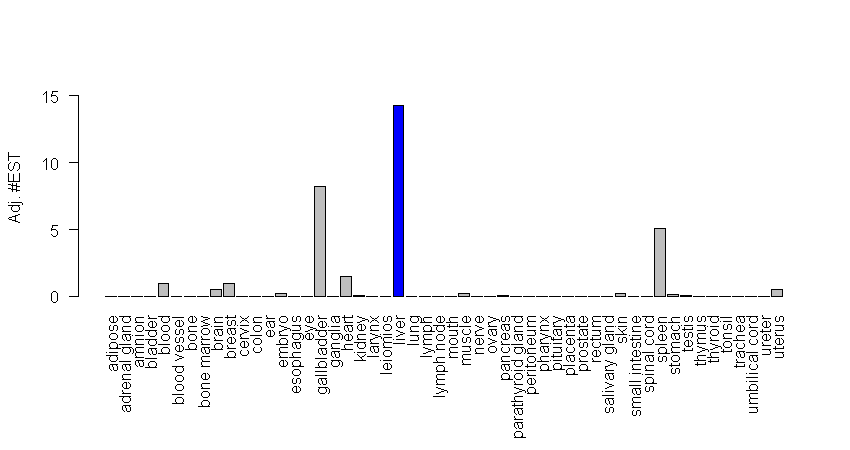 Adj. #EST
15
10
5
0
adipose
adrenal gland
amnion
bladder
blood
blood vessel
bone
bone marrow
brain
breast
cervix
colon
ear
embryo
esophagus
eye
gallbladder
ganglia
heart
kidney
larynx
leiomios
liver
lung
lymph
lymph node
mouth
muscle
nerve
ovary
pancreas
parathyroid gland
peritoneum
pharynx
pituitary
placenta
prostate
rectum
salivary gland
skin
small intestine
spinal cord
spleen
stomach
testis
thymus
thyroid
tonsil
trachea
umbilical cord
ureter
uterus